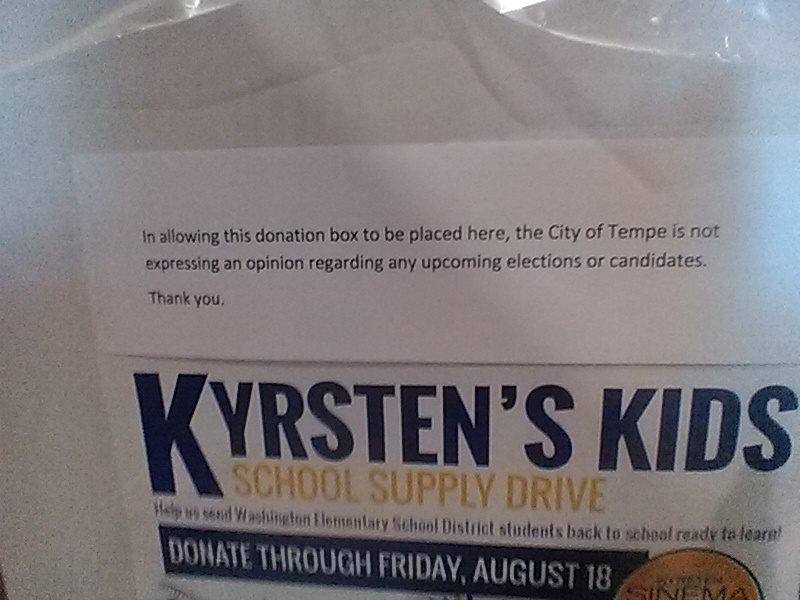 In allowing this donation box to be placed here, the City of Tempe is not
expressing an opinion regarding any upcoming elections or candidates.
Thank you.
KYRSTEN'S KIDS
SCHOOL SUPPLY DRIVE
Help us send Washington Elementary School District students back to school ready to learn!
DONATE THROUGH FRIDAY, AUGUST 18
KYRSTEN
SINEMA